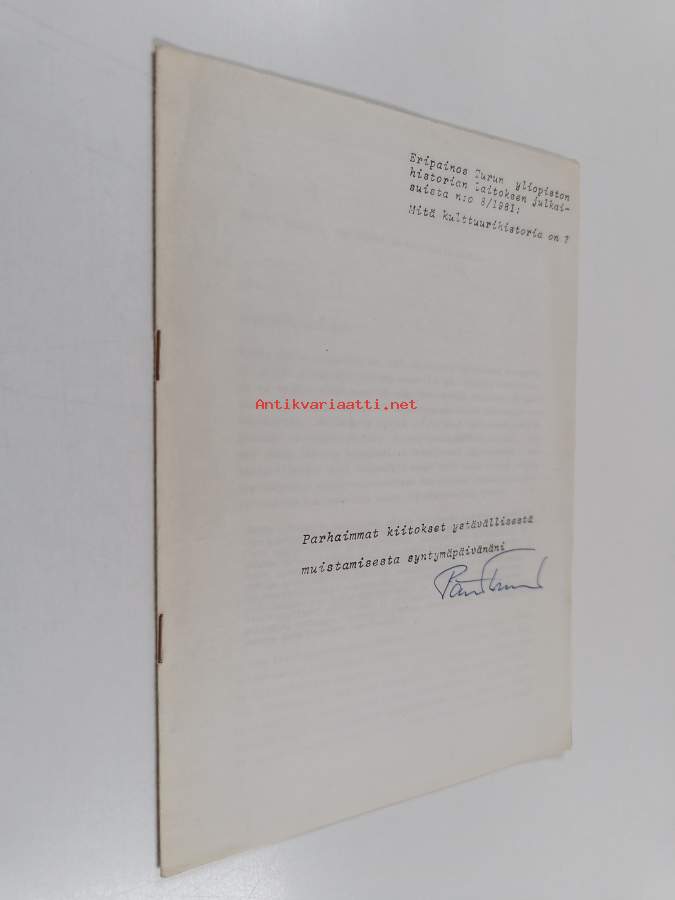 Eripainos Turun yliopiston
historian laitoksen julkai-
suista n:o 8/1981:
Mitä kulttuurihistoria on ?
Antikvariaatti.net
Parhaimmat kiitokset ystävällisestä
muistamisesta syntymäpäivänäni